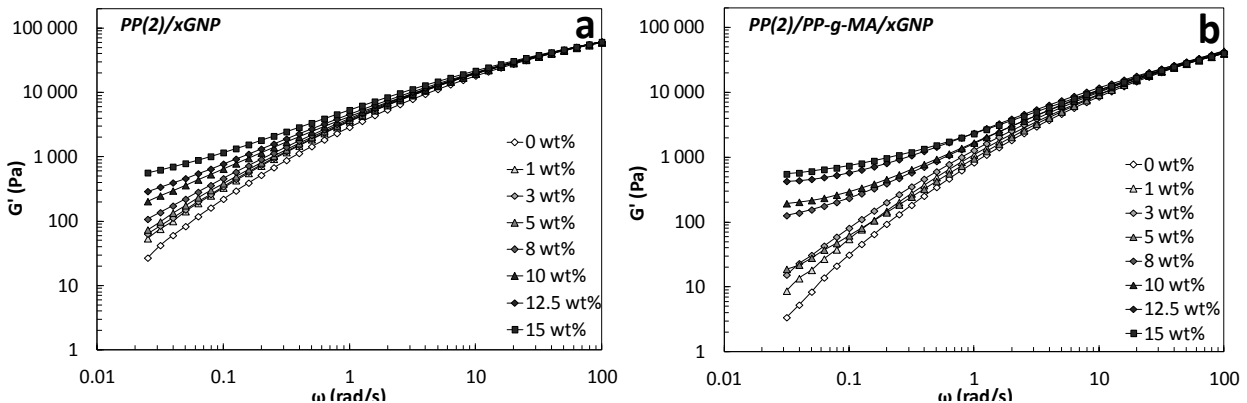 PP(2)/xGNP
a
100 000
10 000
1 000
100
10
1
G' (Pa)
0 wt%
1 wt%
3 wt%
5 wt%
8 wt%
10 wt%
12.5 wt%
15 wt%
0.01
0.1
1
10
100
ω (rad/s)
PP(2)/PP-g-MA/xGNP
b
100 000
10 000
1 000
100
10
1
G' (Pa)
0 wt%
1 wt%
3 wt%
5 wt%
8 wt%
10 wt%
12.5 wt%
15 wt%
0.01
0.1
1
10
100
ω (rad/s)